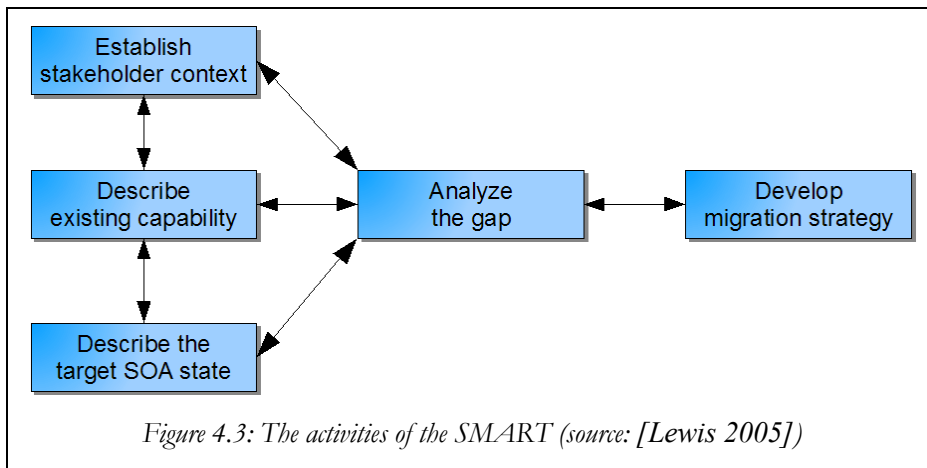 Establish
stakeholder context
Describe
existing capability
Analyze
the gap
Develop
migration strategy
Describe the
target SOA state
Figure 4.3: The activities of the SMART (source: [Lewis 2005])